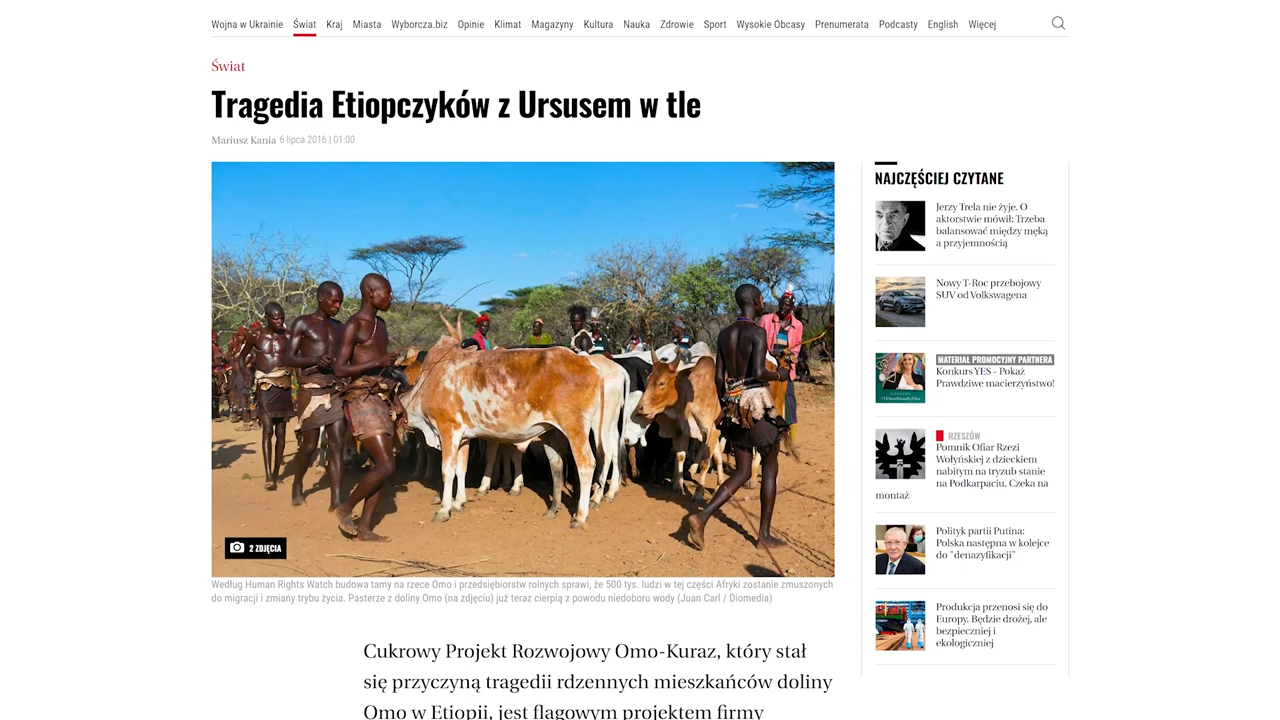 Wojna w Ukrainie Świat Kraj Miasta Wyborcza.biz Opinie Klimat Magazyny Kultura Nauka Zdrowie Sport Wysokie Obcasy Prenumerata Podcasty English Więcej
Świat
Tragedia Etiopczyków z Ursusem w tle
Mariusz Kania 6 lipca 2016 | 01:00
2 ZDJĘCIA
Według Human Rights Watch budowa tamy na rzece Omo i przedsiębiorstw rolnych sprawi, że 500 tys. ludzi w tej części Afryki zostanie zmuszonych
do migracji i zmiany trybu życia. Pasterze z doliny Omo (na zdjęciu) już teraz cierpią z powodu niedoboru wody (Juan Carl / Diomedia)
Cukrowy Projekt Rozwojowy Omo-Kuraz, który stał
się przyczyną tragedii rdzennych mieszkańców doliny
Omo w Etiopii, jest flagowym projektem firmy
NAJCZĘŚCIEJ CZYTANE
Jerzy Trela nie żyje. O
aktorstwie mówił: Trzeba
balansować między męką
a przyjemnością
Nowy T-Roc przebojowy
SUV od Volkswagena
MATERIAŁ PROMOCYJNY PARTNERA
Konkurs YES - Pokaż
Prawdziwe macierzyństwo!
RZESZÓW
Pomnik Ofiar Rzezi
Wołyńskiej z dzieckiem
nabitym na tryzub stanie
na Podkarpaciu. Czeka na
montaż
Polityk partii Putina:
Polska następna w kolejce
do "denazyfikacji"
Produkcja przenosi się do
Europy. Będzie drożej, ale
bezpieczniej i
ekologiczniej